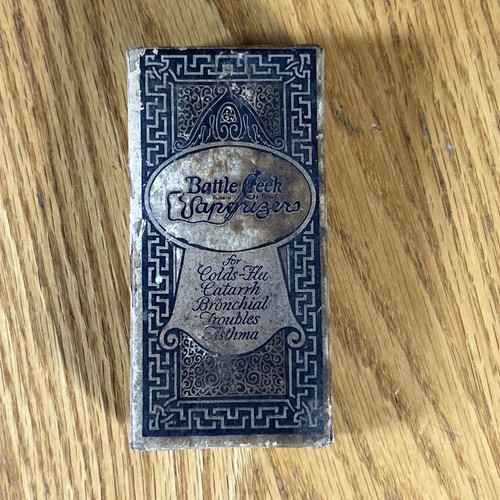 Battle Creek
Vaporizers
for
Colds-Flu
Catarrh
Bronchial
Troubles
Asthma